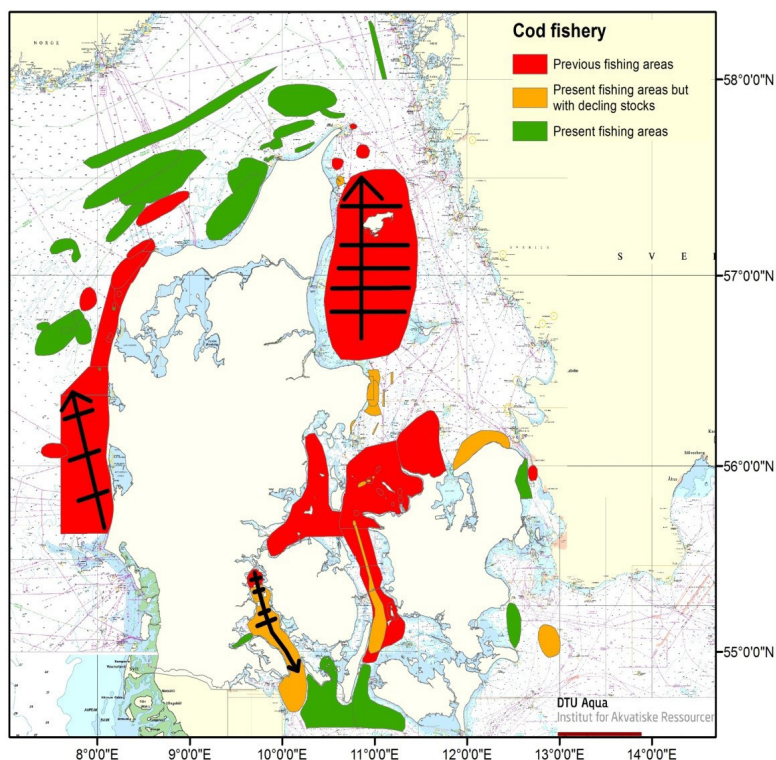 Cod fishery
Previous fishing areas
Present fishing areas but
with decling stocks
Present fishing areas
NORGE
58°0'0"N
57°0'0"N
56°0'0"N
55°0'0"N
SVERIGE
S V E
DTU Aqua
Institut for Akvatiske Ressourcer
8°0'0"E
9°0'0"E
10°0'0"E
11°0'0"E
12°0'0"E
13°0'0"E
14°0'0"E